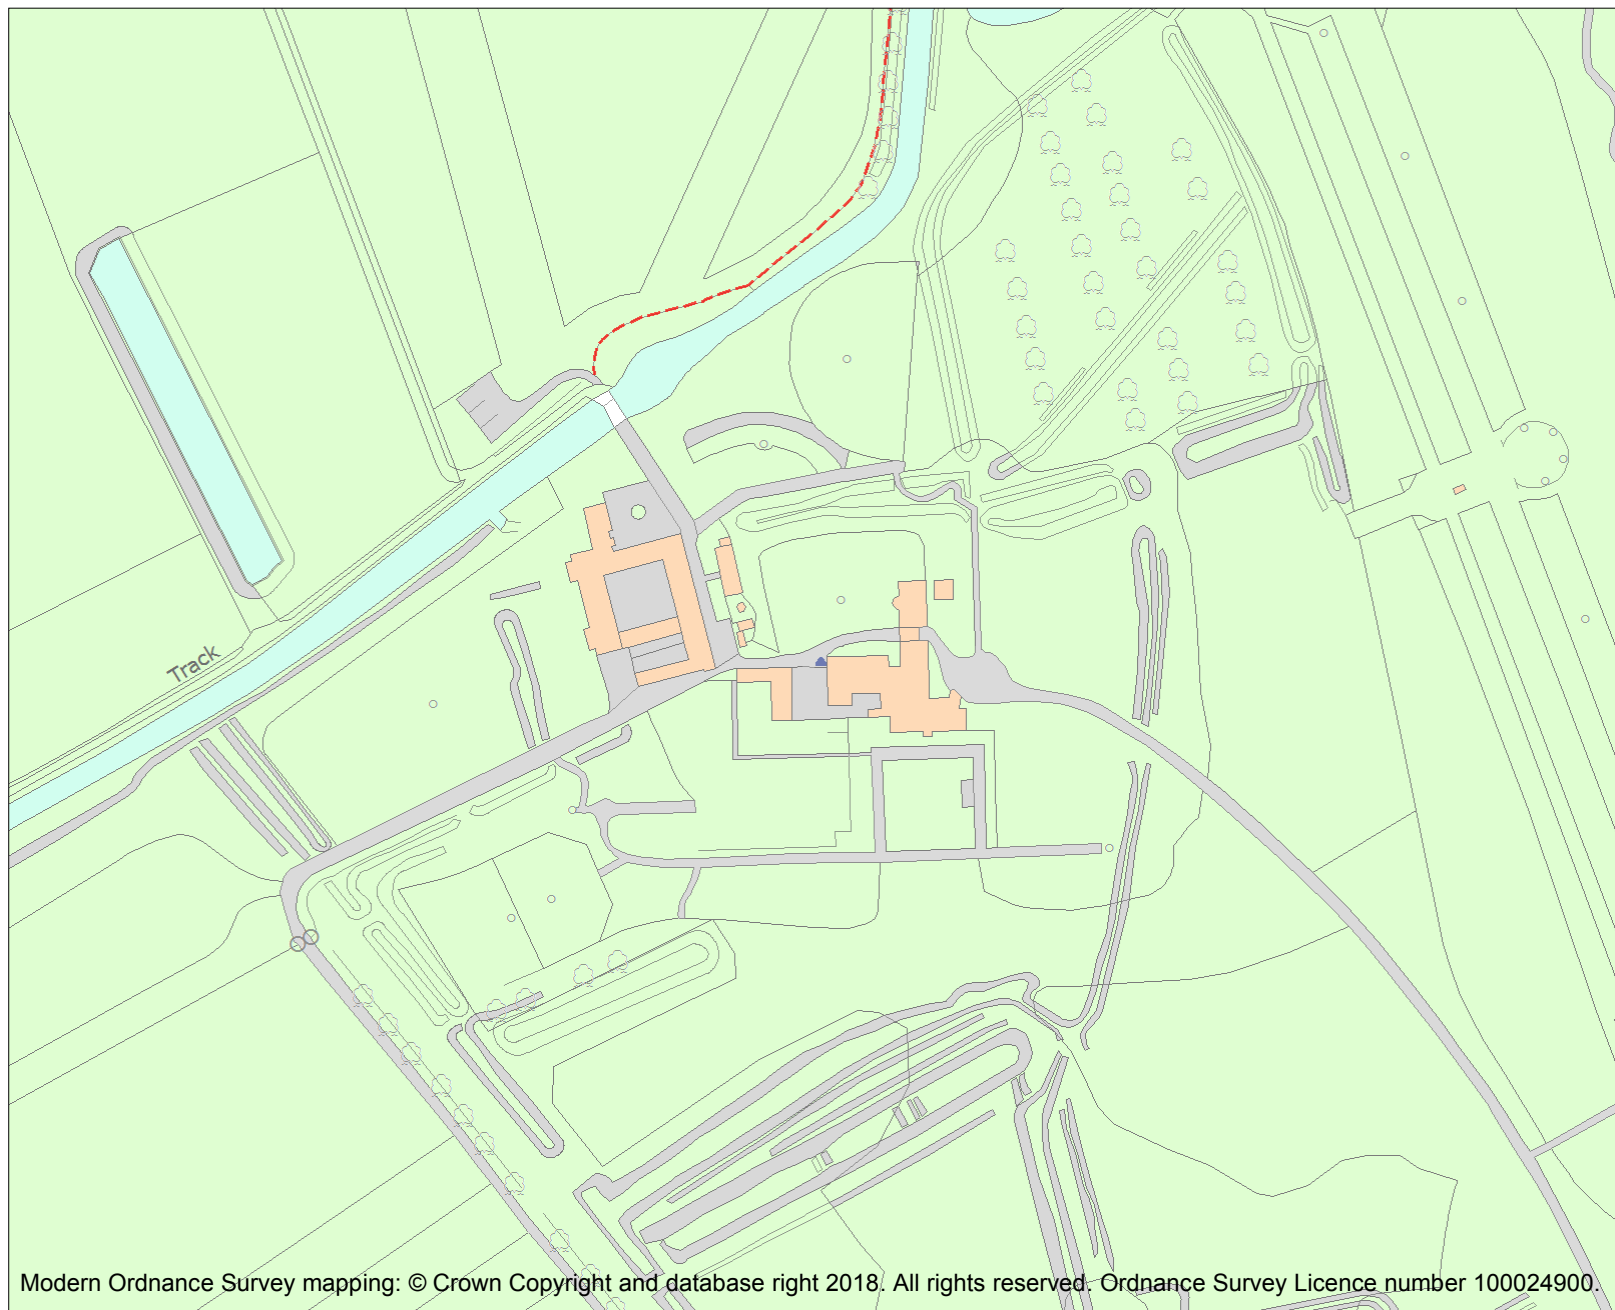 Track
Modern Ordnance Survey mapping: © Crown Copyright and database right 2018. All rights reserved. Ordnance Survey Licence number 100024900.